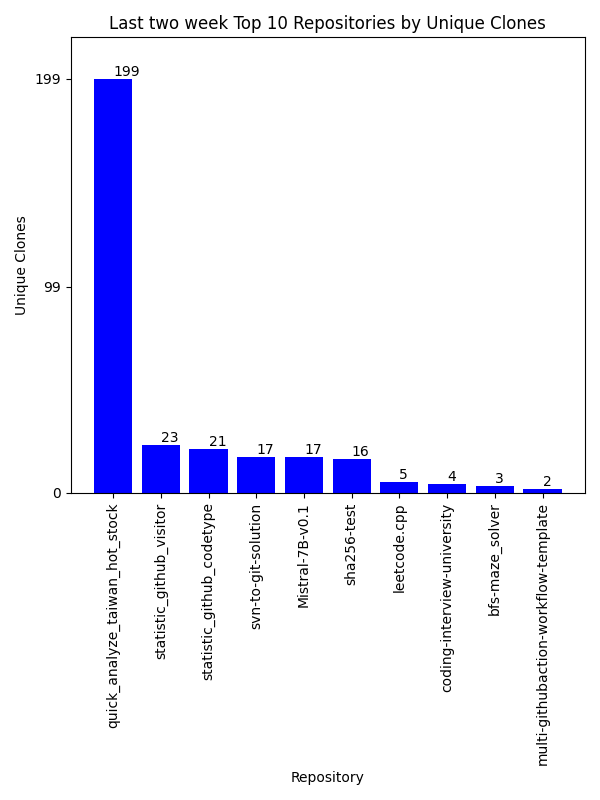 Last two week Top 10 Repositories by Unique Clones
Unique Clones
199
99
0
199
23
21
17
17
16
5
4
3
2
quick_analyze_taiwan_hot_stock
statistic_github_visitor
statistic_github_codetype
svn-to-git-solution
Mistral-7B-v0.1
sha256-test
leetcode.cpp
coding-interview-university
bfs-maze_solver
multi-githubaction-workflow-template
Repository